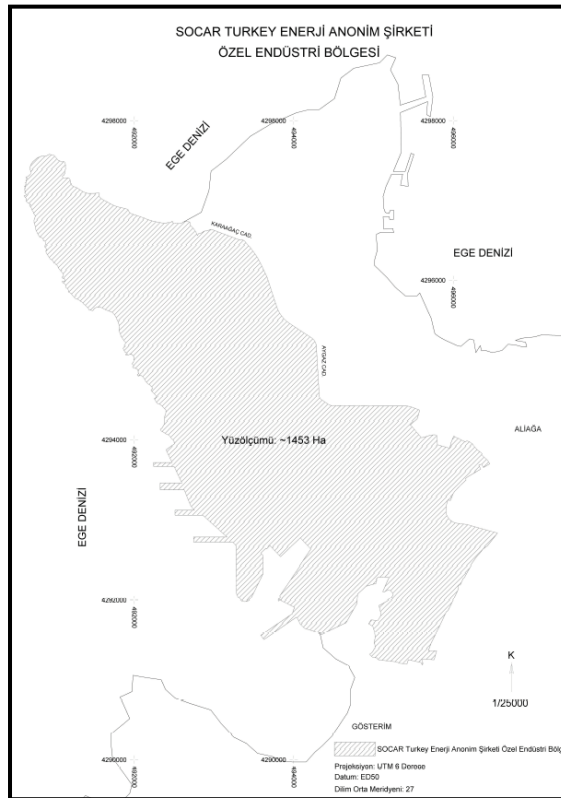 SOCAR TURKEY ENERJİ ANONİM ŞİRKETİ
ÖZEL ENDÜSTRİ BÖLGESİ
4298000
492000
4298000
494000
4298000
496000
EGE DENİZİ
KARAAĞAÇ CAD
EGE DENİZİ
4296000
496000
AYGAZ CAD
ALİAĞA
4294000
492000
Yüzölçümü: ~1453 Ha
EGE DENİZİ
4292000
492000
K
1/25000
GÖSTERİM
SOCAR Turkey Enerji Anonim Şirketi Özel Endüstri Bölg
4290000
492000
4290000
494000
Projeksiyon: UTM 6 Derece
Datum: ED50
Dilim Orta Meridyeni: 27